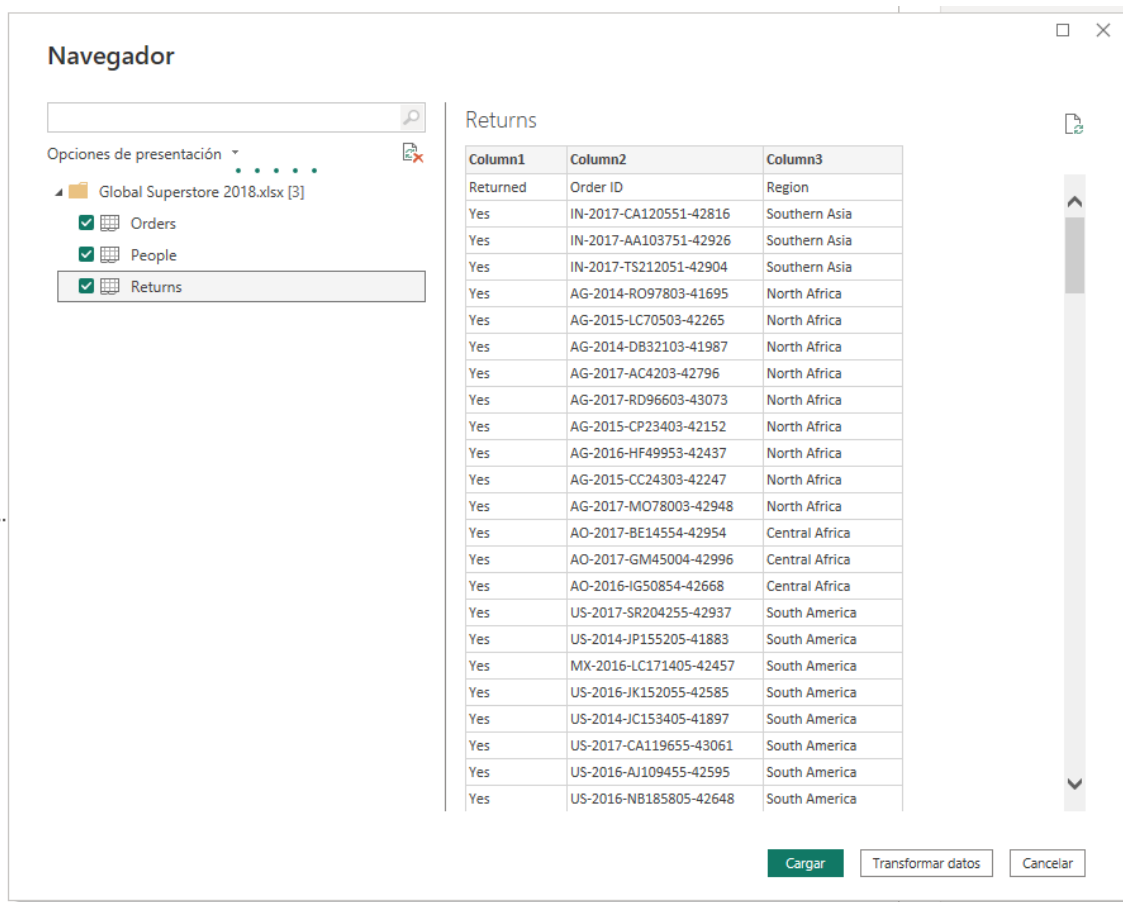 Navegador
Opciones de presentación
Global Superstore 2018.xlsx [3]
Orders
People
Returns
Returns
Column1 Column2 Column3
Returned Order ID Region
Yes IN-2017-CA120551-42816 Southern Asia
Yes IN-2017-AA103751-42926 Southern Asia
Yes IN-2017-TS212051-42904 Southern Asia
Yes AG-2014-RO97803-41695 North Africa
Yes AG-2015-LC70503-42265 North Africa
Yes AG-2014-DB32103-41987 North Africa
Yes AG-2017-AC4203-42796 North Africa
Yes AG-2017-RD96603-43073 North Africa
Yes AG-2015-CP23403-42152 North Africa
Yes AG-2016-HF49953-42437 North Africa
Yes AG-2015-CC24303-42247 North Africa
Yes AG-2017-MO78003-42948 North Africa
Yes AO-2017-BE14554-42954 Central Africa
Yes AO-2017-GM45004-42996 Central Africa
Yes AO-2016-IG50854-42668 Central Africa
Yes US-2017-SR204255-42937 South America
Yes US-2014-JP155205-41883 South America
Yes MX-2016-LC171405-42457 South America
Yes US-2016-JK152055-42585 South America
Yes US-2014-JC153405-41897 South America
Yes US-2017-CA119655-43061 South America
Yes US-2016-AJ109455-42595 South America
Yes US-2016-NB185805-42648 South America
Cargar Transformar datos Cancelar